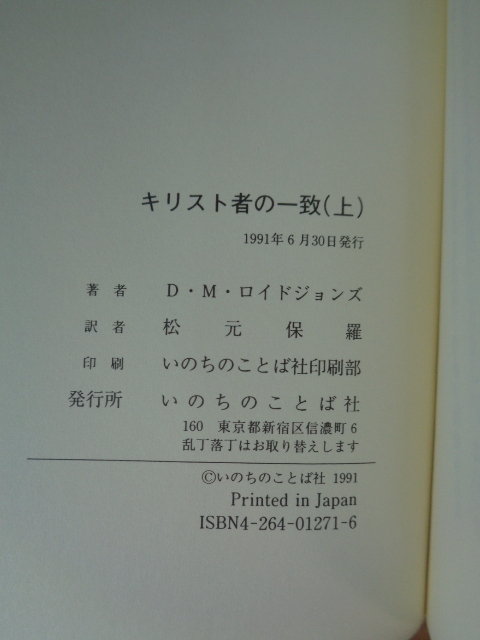 キリスト者の一致(上)
1991年6月30日発行
著者 D・M・ロイドジョンズ
訳者 松元保羅
印刷 いのちのことば社印刷部
発行所 いのちのことば社
160 東京都新宿区信濃町6
乱丁落丁はお取り替えします
©いのちのことば社 1991
Printed in Japan
ISBN4-264-01271-6